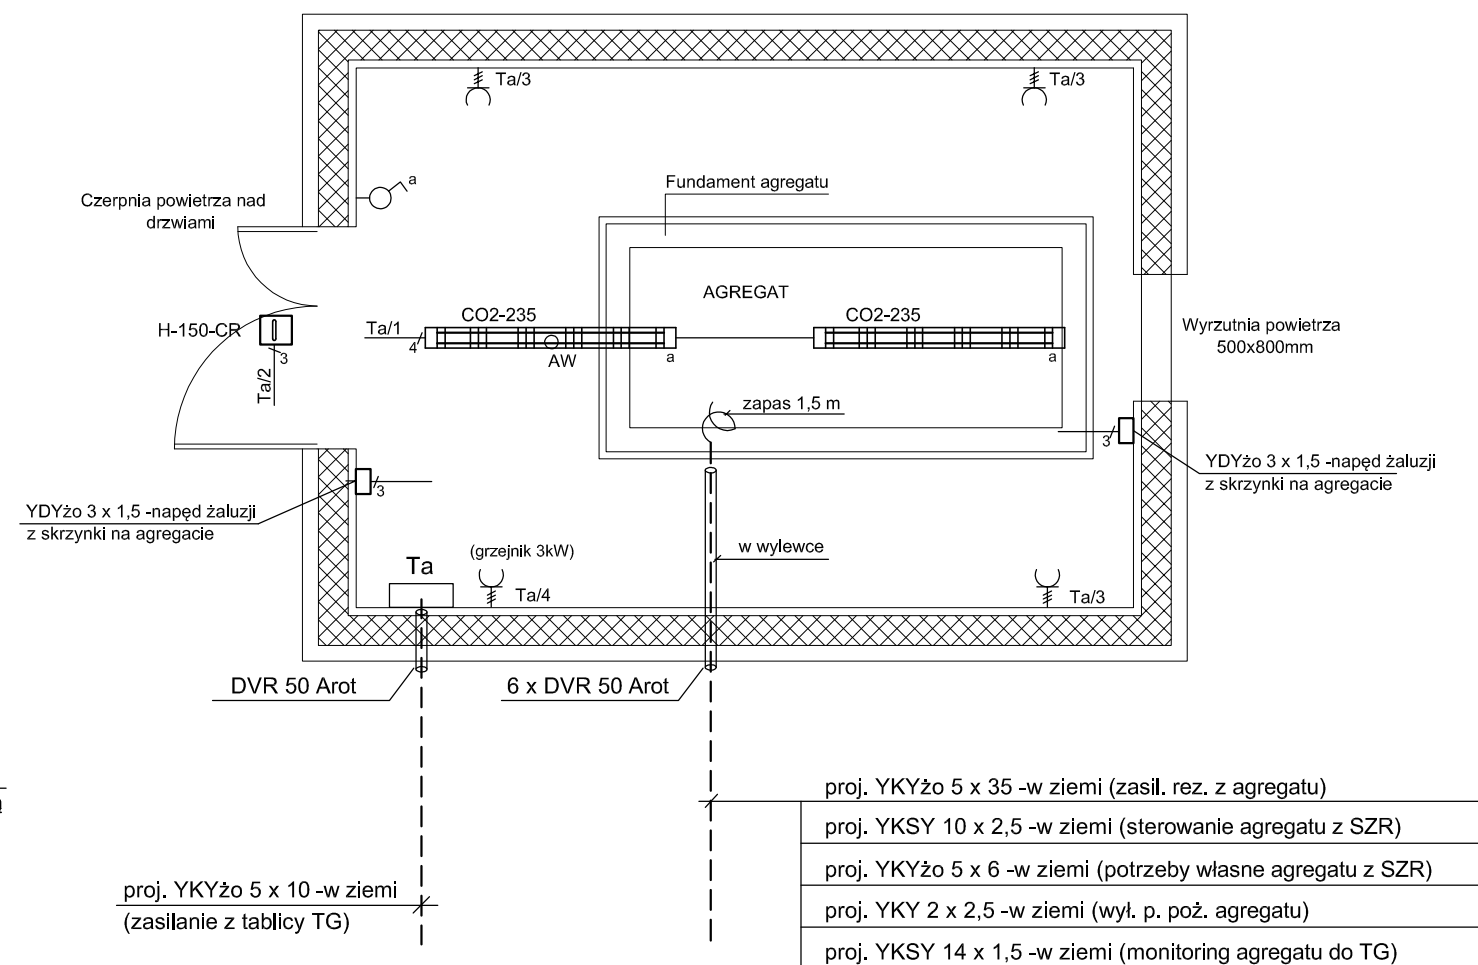 Ta/3
Ta/3
a
Czerpnia powietrza nad
drzwiami
Fundament agregatu
AGREGAT
H-150-CR
3
Ta/2
Ta/1
4
CO2-235
AW
a
CO2-235
a
Wyrzutnia powietrza
500x800mm
zapas 1,5 m
3
YDYżo 3 x 1,5 -napęd żaluzji
z skrzynki na agregacie
3
YDYżo 3 x 1,5 -napęd żaluzji
z skrzynki na agregacie
w wylewce
Ta
(grzejnik 3kW)
Ta/4
Ta/3
DVR 50 Arot
6 x DVR 50 Arot
proj. YKYżo 5 x 35 -w ziemi (zasil. rez. z agregatu)
proj. YKSY 10 x 2,5 -w ziemi (sterowanie agregatu z SZR)
proj. YKYżo 5 x 6 -w ziemi (potrzeby własne agregatu z SZR)
proj. YKY 2 x 2,5 -w ziemi (wył. p. poż. agregatu)
proj. YKSY 14 x 1,5 -w ziemi (monitoring agregatu do TG)
proj. YKYżo 5 x 10 -w ziemi
(zasilanie z tablicy TG)